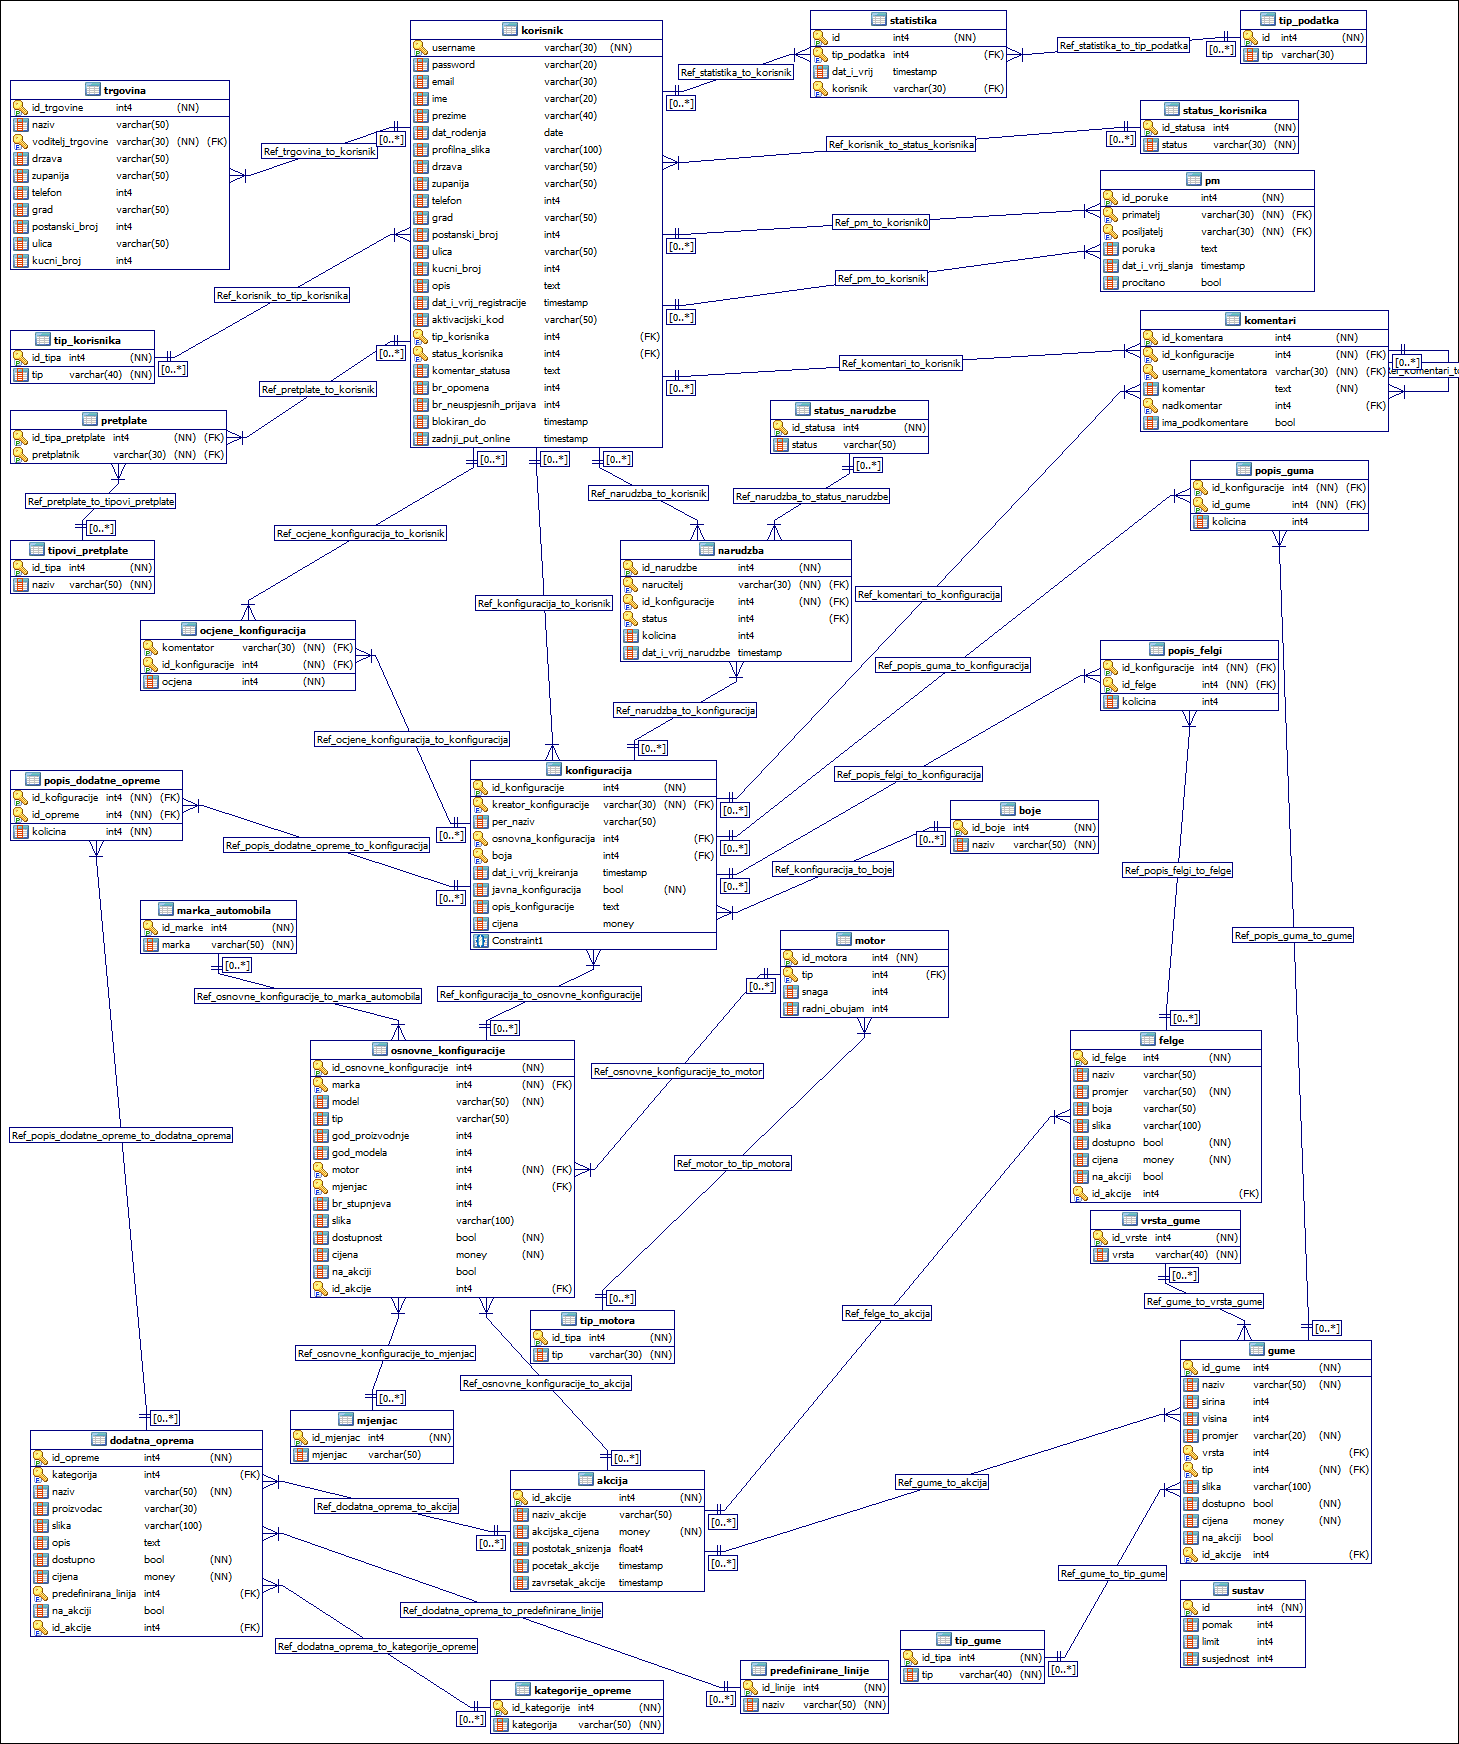 korisnik
username varchar(30) (NN)
password varchar(20)
email varchar(30)
ime varchar(20)
prezime varchar(40)
dat_rodenja date
profilna_slika varchar(100)
drzava varchar(50)
zupanija varchar(50)
telefon int4
grad varchar(50)
postanski_broj int4
ulica varchar(50)
kucni_broj int4
opis text
dat_i_vrij_registracije timestamp
aktivacijski_kod varchar(50)
tip_korisnika int4 (FK)
status_korisnika int4 (FK)
komentar_statusa text
br_opomena int4
br_neuspjesnih_prijava int4
blokiran_do timestamp
zadnji_put_online timestamp
statistika
id int4 (NN)
tip_podatka int4 (FK)
dat_i_vrij timestamp
korisnik varchar(30) (FK)
Ref_statistika_to_tip_podatka
[0..*]
tip_podatka
id int4 (NN)
tip varchar(30)
Ref_statistika_to_korisnik
[0..*]
trgovina
id_trgovine int4 (NN)
naziv varchar(50)
voditelj_trgovine varchar(30) (NN) (FK)
drzava varchar(50)
zupanija varchar(50)
telefon int4
grad varchar(50)
postanski_broj int4
ulica varchar(50)
kucni_broj int4
Ref_trgovina_to_korisnik
[0..*]
status_korisnika
id_statusa int4 (NN)
status varchar(30) (NN)
Ref_korisnik_to_status_korisnika
[0..*]
pm
id_poruke int4 (NN)
primatelj varchar(30) (NN) (FK)
posiljatelj varchar(30) (NN) (FK)
poruka text
dat_i_vrij_slanja timestamp
procitano bool
Ref_pm_to_korisnik0
[0..*]
Ref_pm_to_korisnik
[0..*]
Ref_korisnik_to_tip_korisnika
[0..*]
tip_korisnika
id_tipa int4 (NN)
tip varchar(40) (NN)
komentari
id_komentara int4 (NN)
id_konfiguracije int4 (NN) (FK)
username_komentatora varchar(30) (NN) (FK)
komentar text (NN)
nadkomentar int4 (FK)
ima_podkomentare bool
[0..*]
Ref_komentari_to_korisnik
[0..*]
Ref_pretplate_to_korisnik
[0..*]
pretplate
id_tipa_pretplate int4 (NN) (FK)
pretplatnik varchar(30) (NN) (FK)
Ref_pretplate_to_tipovi_pretplate
[0..*]
tipovi_pretplate
id_tipa int4 (NN)
naziv varchar(50) (NN)
status_narudzbe
id_statusa int4 (NN)
status varchar(50)
[0..*]
[0..*]
[0..*]
[0..*]
Ref_narudzba_to_korisnik
Ref_narudzba_to_status_narudzbe
Ref_ocjene_konfiguracija_to_korisnik
popis_guma
id_konfiguracije int4 (NN) (FK)
id_gume int4 (NN) (FK)
kolicina int4
narudzba
id_narudzbe int4 (NN)
narucitelj varchar(30) (NN) (FK)
id_konfiguracije int4 (NN) (FK)
status int4 (FK)
kolicina int4
dat_i_vrij_narudzbe timestamp
Ref_konfiguracija_to_korisnik
Ref_komentari_to_konfiguracija
ocjene_konfiguracija
komentator varchar(30) (NN) (FK)
id_konfiguracije int4 (NN) (FK)
ocjena int4 (NN)
Ref_popis_guma_to_konfiguracija
popis_felgi
id_konfiguracije int4 (NN) (FK)
id_felge int4 (NN) (FK)
kolicina int4
Ref_narudzba_to_konfiguracija
[0..*]
Ref_ocjene_konfiguracija_to_konfiguracija
[0..*]
Ref_popis_felgi_to_konfiguracija
popis_dodatne_opreme
id_kofiguracije int4 (NN) (FK)
id_opreme int4 (NN) (FK)
kolicina int4 (NN)
Ref_popis_dodatne_opreme_to_konfiguracija
[0..*]
konfiguracija
id_konfiguracije int4 (NN)
kreator_konfiguracije varchar(30) (NN) (FK)
per_naziv varchar(50)
osnovna_konfiguracija int4 (FK)
boja int4 (FK)
dat_i_vrij_kreiranja timestamp
javna_konfiguracija bool (NN)
opis_konfiguracije text
cijena money
Constraint1
[0..*]
[0..*]
[0..*]
boje
id_boje int4 (NN)
naziv varchar(50) (NN)
[0..*]
Ref_konfiguracija_to_boje
Ref_popis_felgi_to_felge
Ref_popis_guma_to_gume
marka_automobila
id_marke int4 (NN)
marka varchar(50) (NN)
[0..*]
Ref_osnovne_konfiguracije_to_marka_automobila
Ref_konfiguracija_to_osnovne_konfiguracije
[0..*]
motor
id_motora int4 (NN)
tip int4 (FK)
snaga int4
radni_obujam int4
[0..*]
Ref_osnovne_konfiguracije_to_motor
osnovne_konfiguracije
id_osnovne_konfiguracije int4 (NN)
marka int4 (NN) (FK)
model varchar(50) (NN)
tip varchar(50)
god_proizvodnje int4
god_modela int4
motor int4 (NN) (FK)
mjenjac int4 (FK)
br_stupnjeva int4
slika varchar(100)
dostupnost bool (NN)
cijena money (NN)
na_akciji bool
id_akcije int4 (FK)
[0..*]
felge
id_felge int4 (NN)
naziv varchar(50)
promjer varchar(50) (NN)
boja varchar(50)
slika varchar(100)
dostupno bool (NN)
cijena money (NN)
na_akciji bool
id_akcije int4 (FK)
Ref_popis_dodatne_opreme_to_dodatna_oprema
Ref_motor_to_tip_motora
[0..*]
tip_motora
id_tipa int4 (NN)
tip varchar(30) (NN)
vrsta_gume
id_vrste int4 (NN)
vrsta varchar(40) (NN)
[0..*]
Ref_gume_to_vrsta_gume
[0..*]
Ref_felge_to_akcija
Ref_osnovne_konfiguracije_to_mjenjac
[0..*]
Ref_osnovne_konfiguracije_to_akcija
[0..*]
mjenjac
id_mjenjac int4 (NN)
mjenjac varchar(50)
gume
id_gume int4 (NN)
naziv varchar(50) (NN)
sirina int4
visina int4
promjer varchar(20) (NN)
vrsta int4 (FK)
tip int4 (NN) (FK)
slika varchar(100)
dostupno bool (NN)
cijena money (NN)
na_akciji bool
id_akcije int4 (FK)
[0..*]
dodatna_oprema
id_opreme int4 (NN)
kategorija int4 (FK)
naziv varchar(50) (NN)
proizvodac varchar(30)
slika varchar(100)
opis text
dostupno bool (NN)
cijena money (NN)
predefinirana_linija int4 (FK)
na_akciji bool
id_akcije int4 (FK)
Ref_dodatna_oprema_to_akcija
[0..*]
akcija
id_akcije int4 (NN)
naziv_akcije varchar(50)
akcijska_cijena money (NN)
postotak_snizenja float4
pocetak_akcije timestamp
zavrsetak_akcije timestamp
[0..*]
[0..*]
Ref_gume_to_akcija
Ref_gume_to_tip_gume
[0..*]
sustav
id int4 (NN)
pomak int4
limit int4
susjednost int4
Ref_dodatna_oprema_to_predefinirane_linije
Ref_dodatna_oprema_to_kategorije_opreme
tip_gume
id_tipa int4 (NN)
tip varchar(40) (NN)
[0..*]
predefinirane_linije
id_linije int4 (NN)
naziv varchar(50) (NN)
[0..*]
kategorije_opreme
id_kategorije int4 (NN)
kategorija varchar(50) (NN)